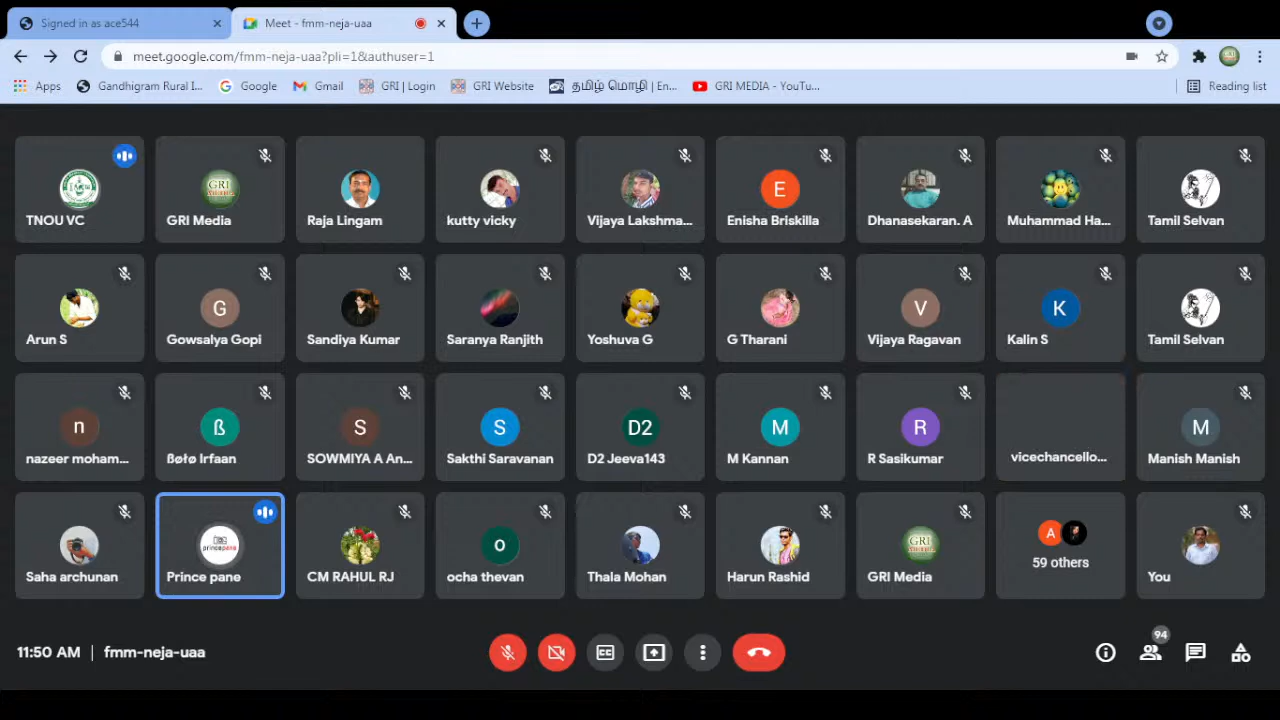 Signed in as ace544
Meet - fmm-neja-uaa
meet.google.com/fmm-neja-uaa?pli=1&authuser=1
Apps Gandhigram Rural I... Google Gmail GRI | Login GRI Website தமிழ் மொழி | En... GRI MEDIA - YouTu... Reading list
TNOU VC GRI Media Raja Lingam kutty vicky Vijaya Lakshma... E Enisha Briskilla Dhanasekaran. A Muhammad Ha... Tamil Selvan
G V K
Arun S Gowsalya Gopi Sandiya Kumar Saranya Ranjith Yoshuva G G Tharani Vijaya Ragavan Kalin S Tamil Selvan
n ß S S D2 M R M
nazeer moham... ßøłø Irfaan SOWMIYA A An... Sakthi Saravanan D2 Jeeva143 M Kannan R Sasikumar vicechancello... Manish Manish
princepane o A
Saha archunan Prince pane CM RAHUL RJ ocha thevan Thala Mohan Harun Rashid GRI Media 59 others You
11:50 AM | fmm-neja-uaa CC 94